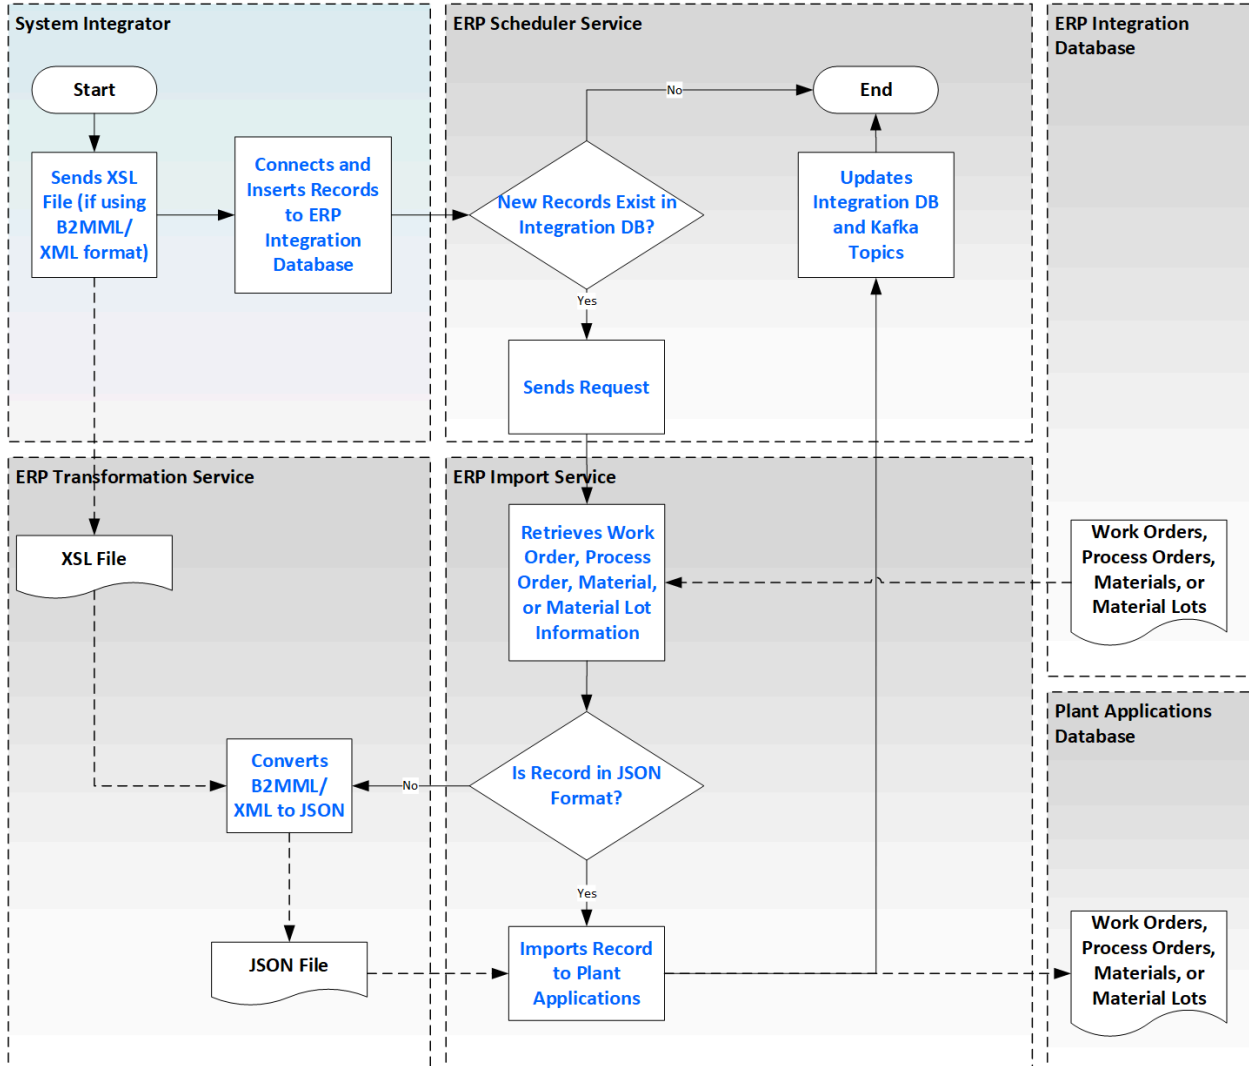 System Integrator
Start
Sends XSL
File (if using
B2MML/
XML format)
Connects and
Inserts Records
to ERP
Integration
Database
ERP Scheduler Service
No
End
New Records Exist in
Integration DB?
Yes
Updates
Integration DB
and Kafka
Topics
Sends Request
ERP Integration
Database
Work Orders,
Process Orders,
Materials, or
Material Lots
ERP Transformation Service
XSL File
Converts
B2MML/
XML to JSON
JSON File
ERP Import Service
Retrieves Work
Order, Process
Order, Material,
or Material Lot
Information
Is Record in JSON
Format?
No
Yes
Imports Record
to Plant
Applications
Plant Applications
Database
Work Orders,
Process Orders,
Materials, or
Material Lots